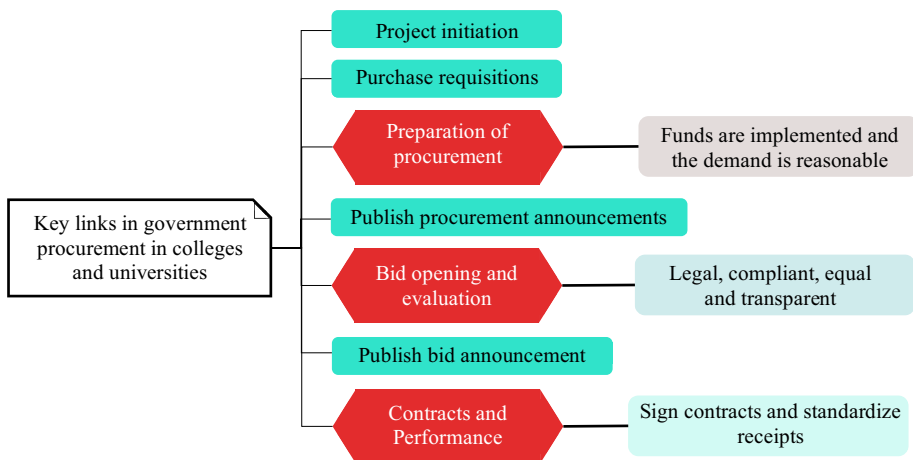 Project initiation
Purchase requisitions
Preparation of
procurement
Funds are implemented and
the demand is reasonable
Key links in government
procurement in colleges
and universities
Publish procurement announcements
Bid opening and
evaluation
Legal, compliant, equal
and transparent
Publish bid announcement
Contracts and
Performance
Sign contracts and standardize
receipts